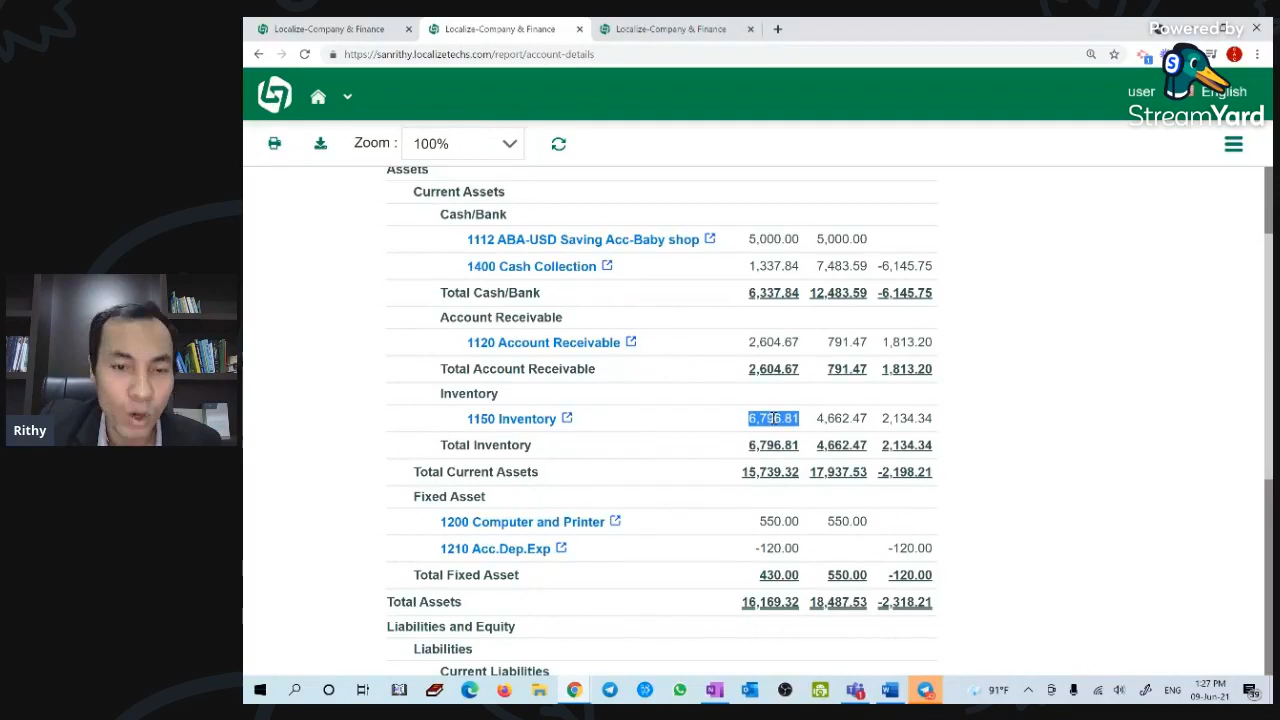 Localize-Company & Finance
Localize-Company & Finance
Localize-Company & Finance
Powered by
https://sanrithy.localizetechs.com/report/account-details
user
English
StreamYard
S
Zoom :
100%
Assets
Current Assets
Cash/Bank
1112 ABA-USD Saving Acc-Baby shop 5,000.00 5,000.00
1400 Cash Collection 1,337.84 7,483.59 -6,145.75
Total Cash/Bank 6,337.84 12,483.59 -6,145.75
Account Receivable
1120 Account Receivable 2,604.67 791.47 1,813.20
Total Account Receivable 2,604.67 791.47 1,813.20
Inventory
1150 Inventory 6,796.81 4,662.47 2,134.34
Total Inventory 6,796.81 4,662.47 2,134.34
Total Current Assets 15,739.32 17,937.53 -2,198.21
Fixed Asset
1200 Computer and Printer 550.00 550.00
1210 Acc.Dep.Exp -120.00 -120.00
Total Fixed Asset 430.00 550.00 -120.00
Total Assets 16,169.32 18,487.53 -2,318.21
Liabilities and Equity
Liabilities
Current Liabilities
Rithy
91°F
ENG
1:27 PM
09-Jun-21